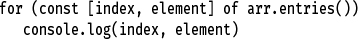 for (const [index, element] of arr.entries())
   console.log(index, element)